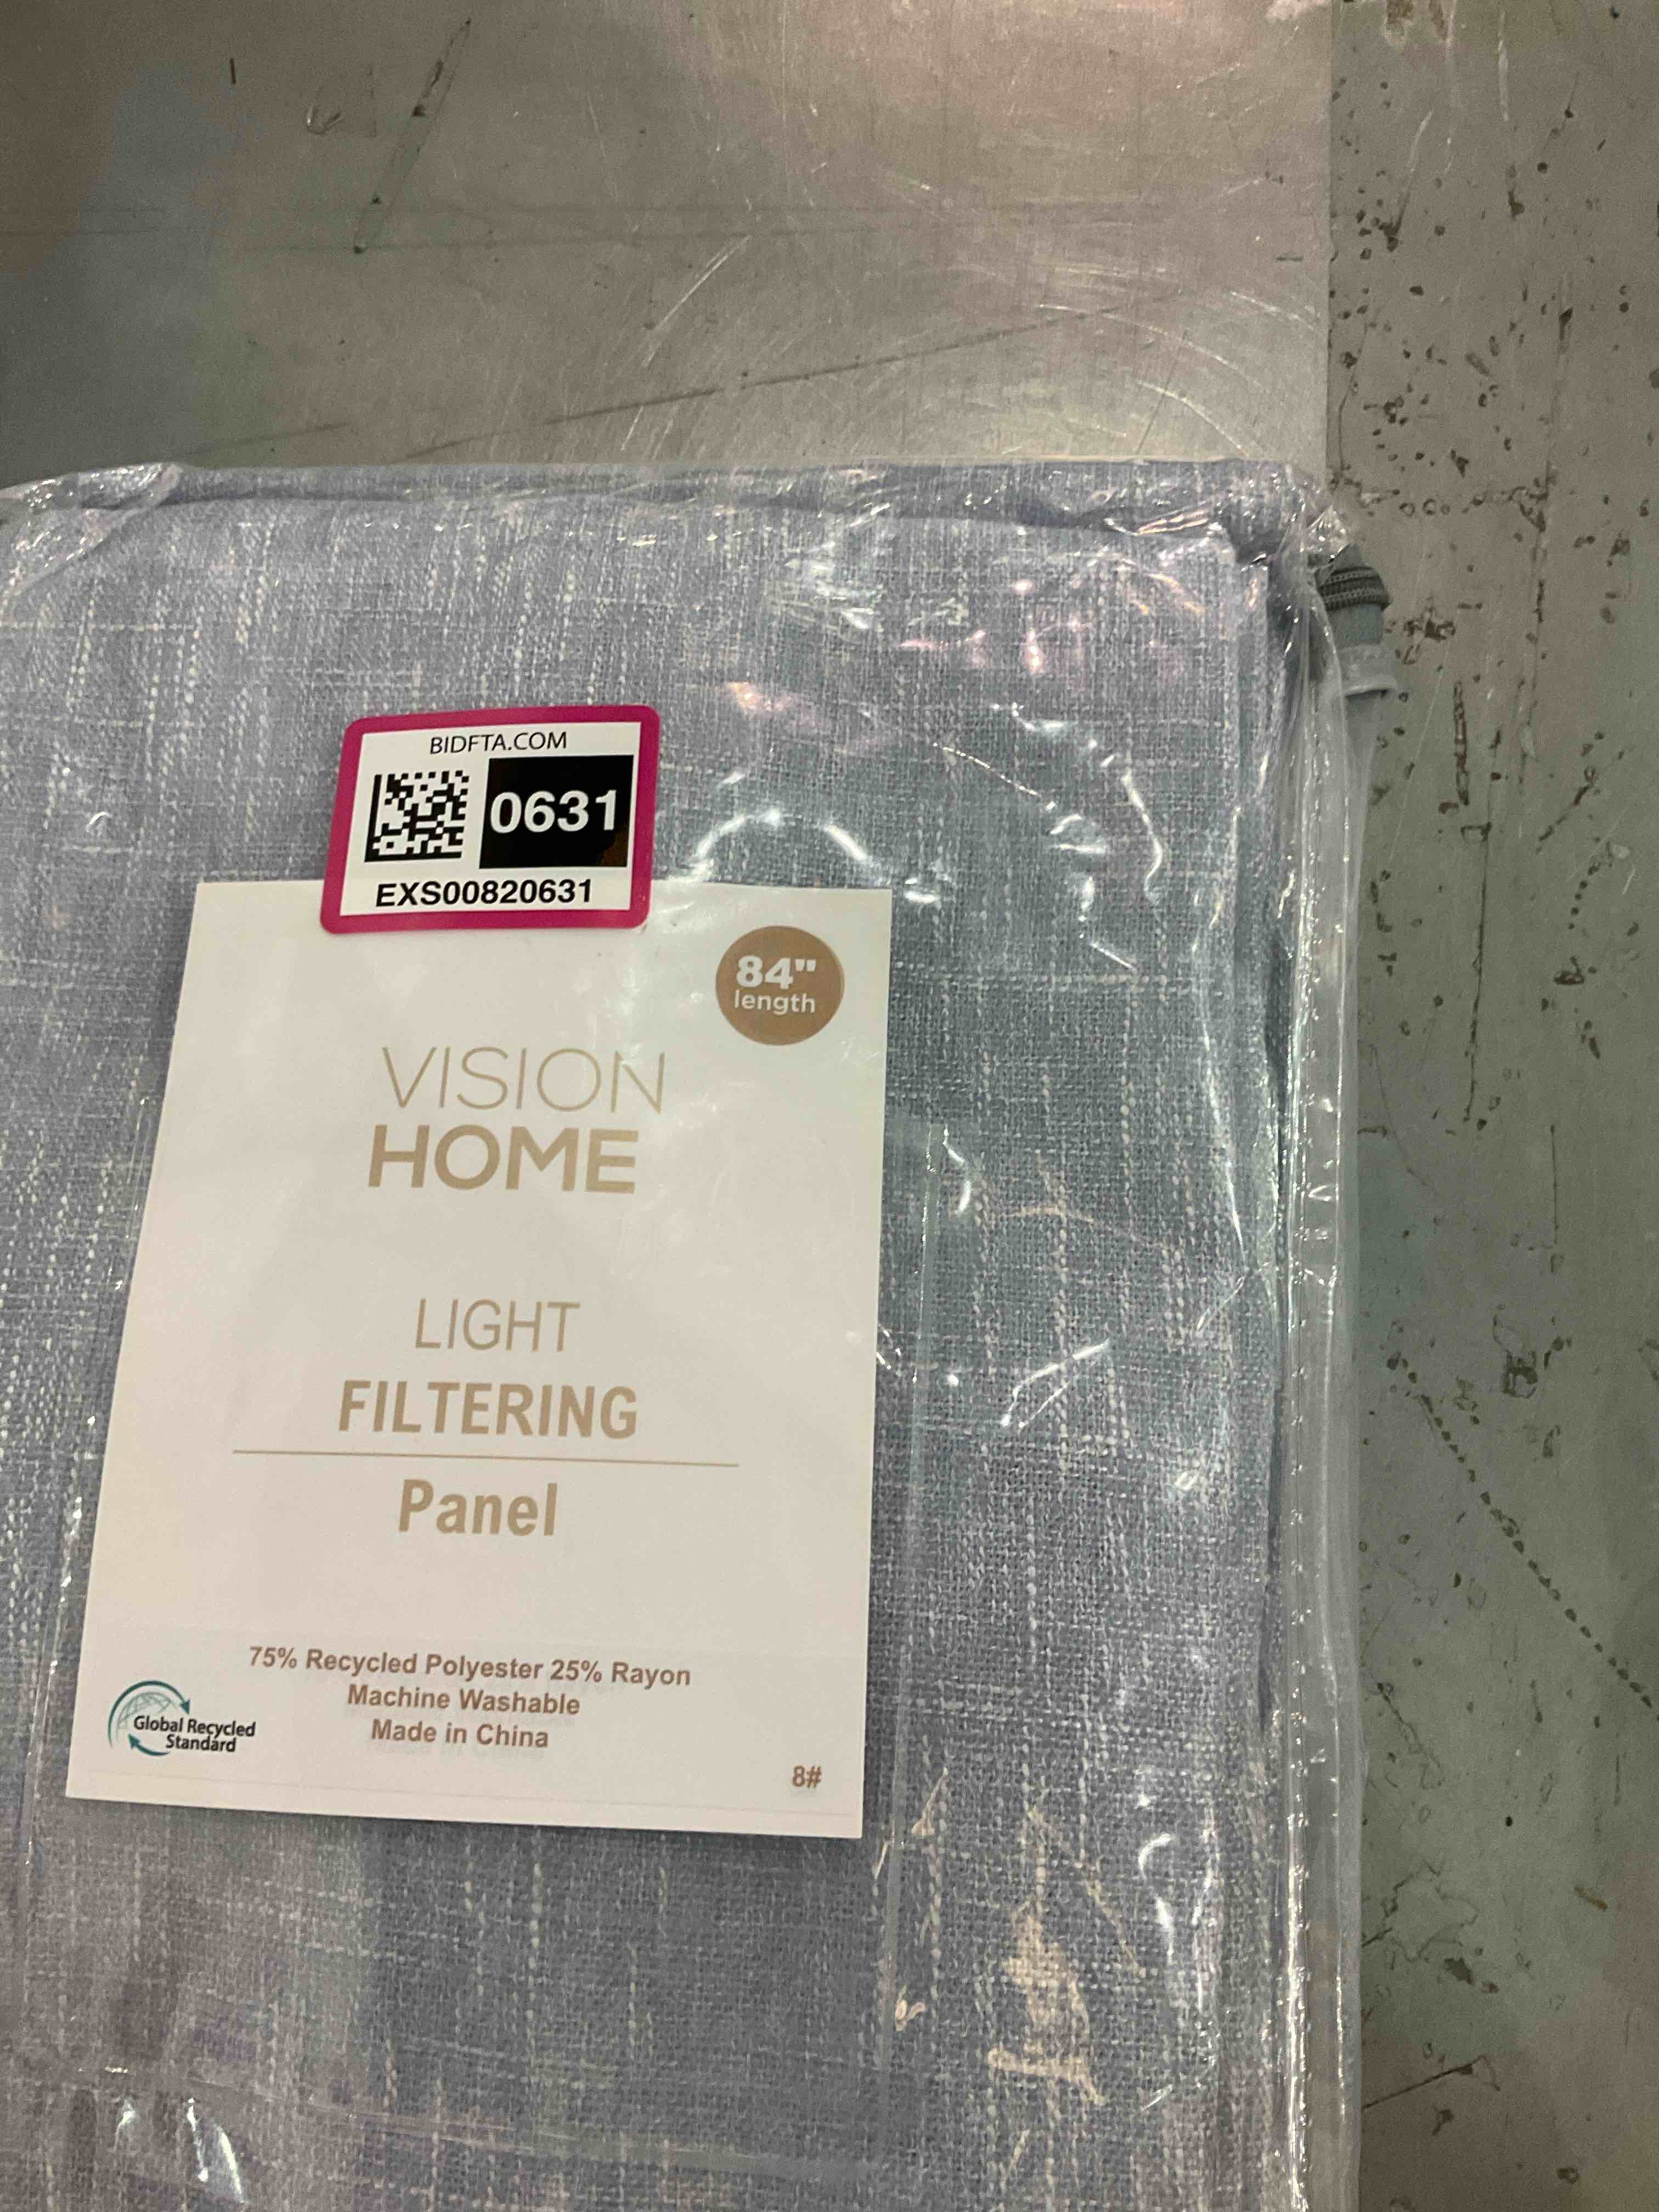 BIDFTA.COM
0631
EXS00820631
84"
length
VISION
HOME
LIGHT
FILTERING
Panel
75% Recycled Polyester 25% Rayon
Machine Washable
Made in China
Global Recycled
Standard
8#